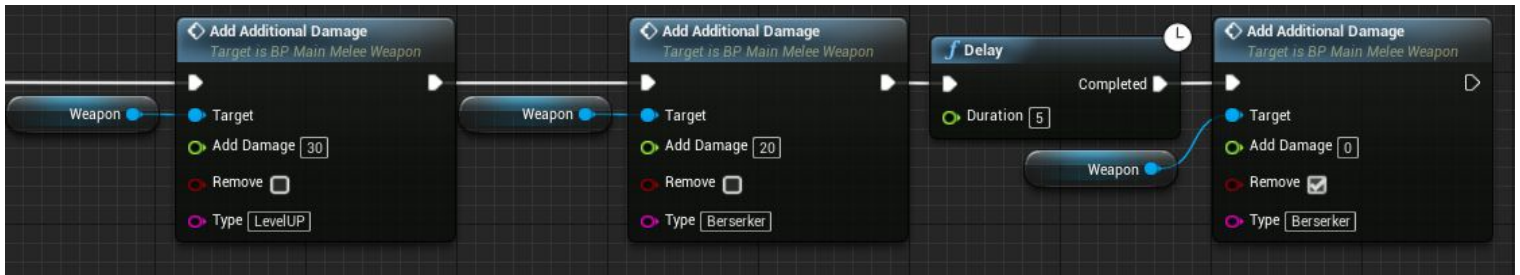 Add Additional Damage
Target is BP Main Melee Weapon
Weapon
Target
Add Damage 30
Remove
Type LevelUP
Add Additional Damage
Target is BP Main Melee Weapon
Weapon
Target
Add Damage 20
Remove
Type Berserker
f Delay
Completed
Duration 5
Weapon
Add Additional Damage
Target is BP Main Melee Weapon
Target
Add Damage 0
Remove
Type Berserker